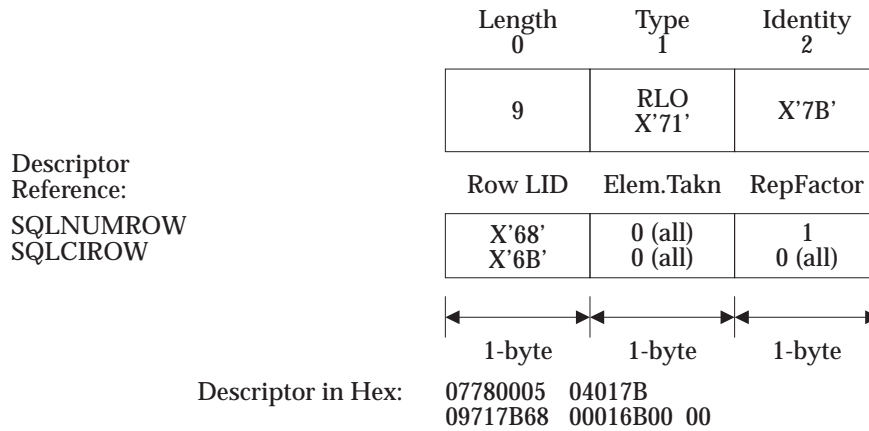 Length Type Identity
0 1 2
9 RLO X'7B'
X'71'
Descriptor
Reference: Row LID Elem.Takn RepFactor
SQLNUMROW X'68' 0 (all) 1
SQLCIROW X'6B' 0 (all) 0 (all)
1-byte 1-byte 1-byte
Descriptor in Hex: 07780005 04017B
09717B68 00016B00 00